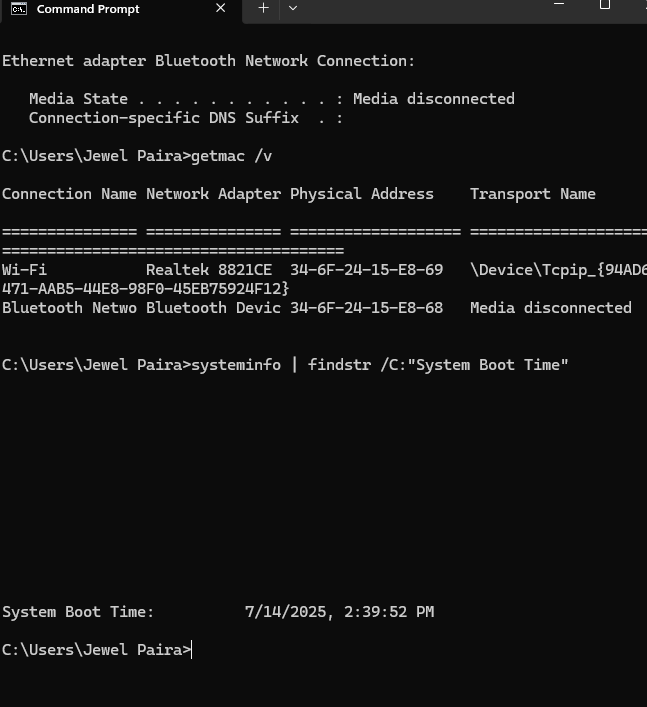 Command Prompt
Ethernet adapter Bluetooth Network Connection:
Media State . . . . . . . . . . . : Media disconnected
Connection-specific DNS Suffix  . :
C:\Users\Jewel Paira>getmac /v
Connection Name Network Adapter Physical Address    Transport Name
=============== =============== =================== ====================
======================================
Wi-Fi           Realtek 8821CE  34-6F-24-15-E8-69   \Device\Tcpip_{94AD6
471-AAB5-44E8-98F0-45EB75924F12}
Bluetooth Netwo Bluetooth Devic 34-6F-24-15-E8-68   Media disconnected
C:\Users\Jewel Paira>systeminfo | findstr /C:"System Boot Time"
System Boot Time:          7/14/2025, 2:39:52 PM
C:\Users\Jewel Paira>